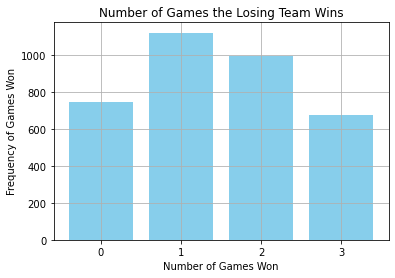 Number of Games the Losing Team Wins
Frequency of Games Won
1000
800
600
400
200
0
0 1 2 3
Number of Games Won